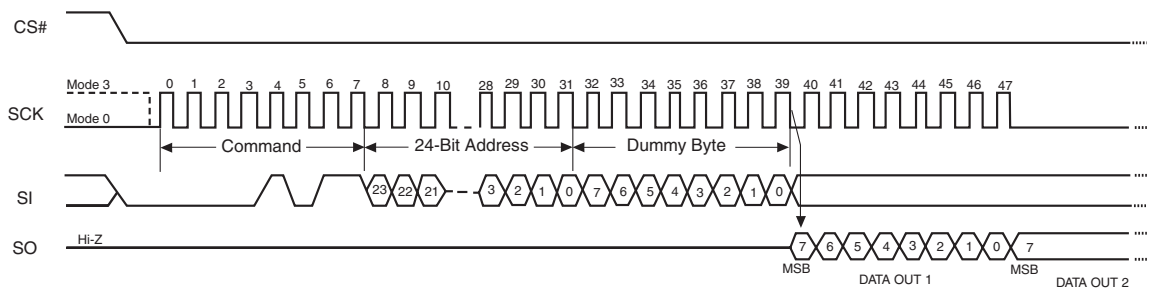 CS#
Mode 3
0 1 2 3 4 5 6 7 8 9 10 28 29 30 31 32 33 34 35 36 37 38 39 40 41 42 43 44 45 46 47
SCK
Mode 0
Command 24-Bit Address Dummy Byte
SI 23 22 21 3 2 1 0 7 6 5 4 3 2 1 0
Hi-Z
SO 7 6 5 4 3 2 1 0 7
MSB DATA OUT 1 MSB DATA OUT 2